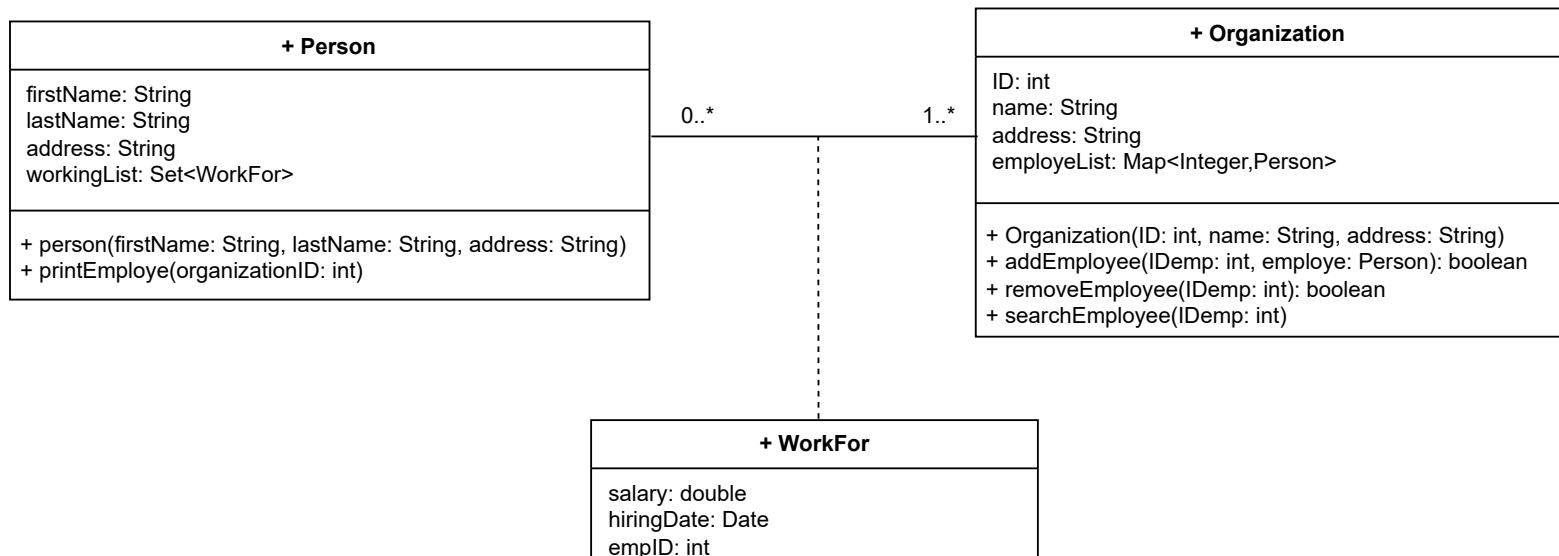 + Person
firstName: String
lastName: String
address: String
workingList: Set<WorkFor>
+ person(firstName: String, lastName: String, address: String)
+ printEmploye(organizationID: int)
0..*
1..*
+ Organization
ID: int
name: String
address: String
employeList: Map<Integer,Person>
+ Organization(ID: int, name: String, address: String)
+ addEmployee(IDemp: int, employe: Person): boolean
+ removeEmployee(IDemp: int): boolean
+ searchEmployee(IDemp: int)
+ WorkFor
salary: double
hiringDate: Date
empID: int